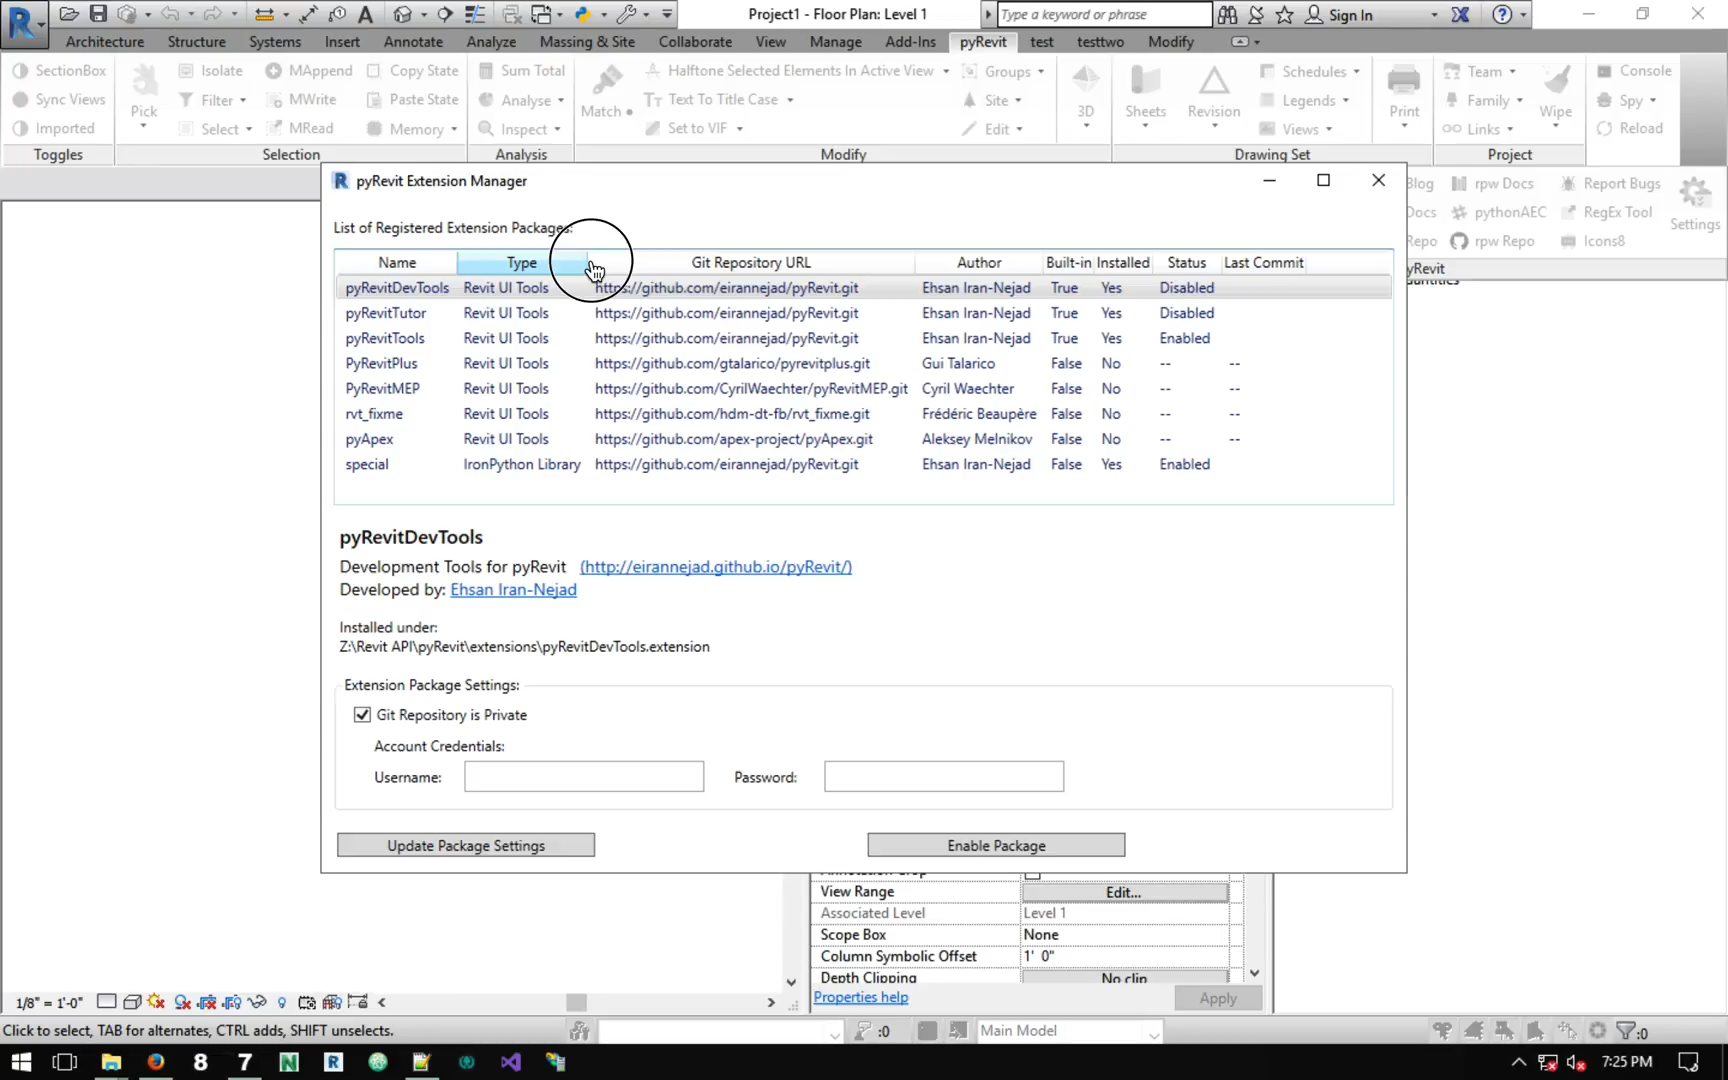 Project1 - Floor Plan: Level 1
Type a keyword or phrase
Sign In
Architecture Structure Systems Insert Annotate Analyze Massing & Site Collaborate View Manage Add-Ins pyRevit test testtwo Modify
SectionBox Isolate MAppend Copy State Sum Total Halftone Selected Elements In Active View Groups Schedules Team Console
Sync Views Filter MWrite Paste State Analyse Text To Title Case Site Legends Family Spy
Pick Match 3D Sheets Revision Print Wipe
Imported Select MRead Memory Inspect Set to VIF Edit Views Links Reload
Toggles Selection Analysis Modify Drawing Set Project
pyRevit Extension Manager
Blog rpw Docs Report Bugs
Docs pythonAEC RegEx Tool
Settings
Repo rpw Repo Icons8
yRevit
List of Registered Extension Packages:
Name Type Git Repository URL Author Built-in Installed Status Last Commit
pyRevitDevTools Revit UI Tools https://github.com/eirannejad/pyRevit.git Ehsan Iran-Nejad True Yes Disabled
pyRevitTutor Revit UI Tools https://github.com/eirannejad/pyRevit.git Ehsan Iran-Nejad True Yes Disabled
pyRevitTools Revit UI Tools https://github.com/eirannejad/pyRevit.git Ehsan Iran-Nejad True Yes Enabled
PyRevitPlus Revit UI Tools https://github.com/gtalarico/pyrevitplus.git Gui Talarico False No -- --
PyRevitMEP Revit UI Tools https://github.com/CyrilWaechter/pyRevitMEP.git Cyril Waechter False No -- --
rvt_fixme Revit UI Tools https://github.com/hdm-dt-fb/rvt_fixme.git Frédéric Beaupère False No -- --
pyApex Revit UI Tools https://github.com/apex-project/pyApex.git Aleksey Melnikov False No -- --
special IronPython Library https://github.com/eirannejad/pyRevit.git Ehsan Iran-Nejad False Yes Enabled
pyRevitDevTools
Development Tools for pyRevit (http://eirannejad.github.io/pyRevit/)
Developed by: Ehsan Iran-Nejad
Installed under:
Z:\Revit API\pyRevit\extensions\pyRevitDevTools.extension
Extension Package Settings:
Git Repository is Private
Account Credentials:
Username: Password:
Update Package Settings Enable Package
View Range Edit...
Associated Level Level 1
Scope Box None
Column Symbolic Offset 1' 0"
Depth Clipping No clip
Properties help Apply
1/8" = 1'-0"
Click to select, TAB for alternates, CTRL adds, SHIFT unselects. :0 Main Model :0
8 7 N R 7:25 PM